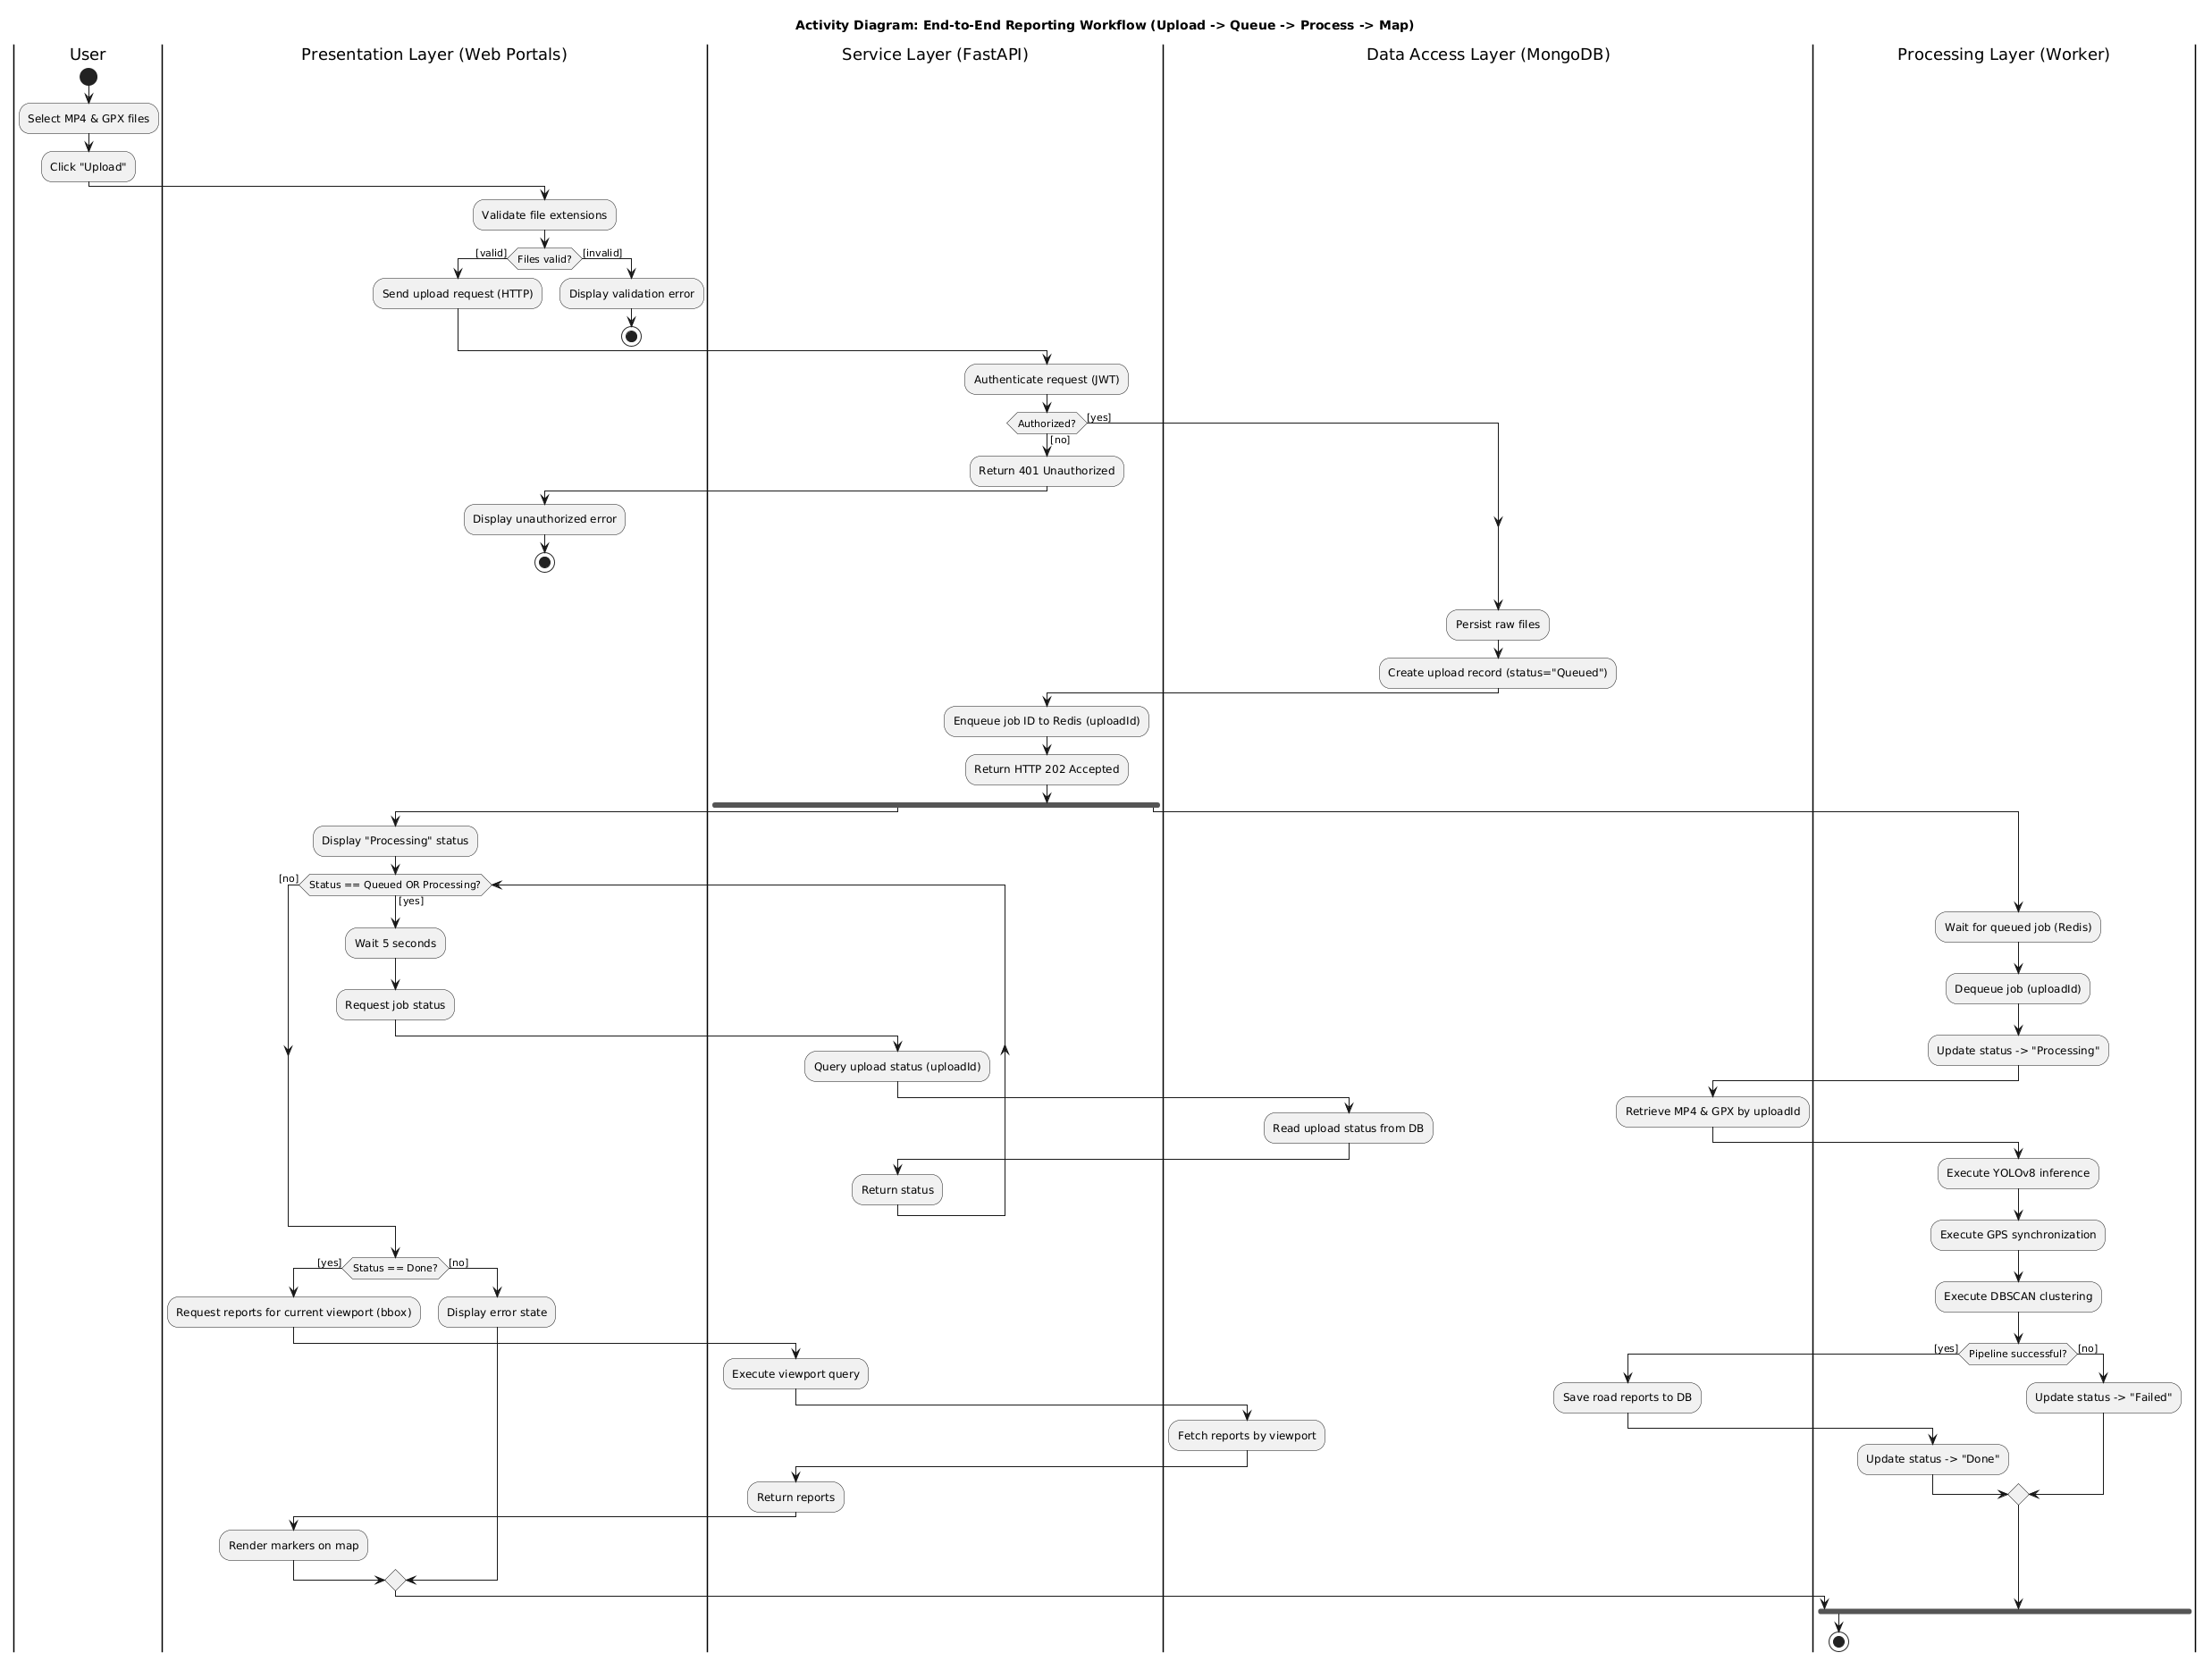 Activity Diagram: End-to-End Reporting Workflow (Upload -> Queue -> Process -> Map)
User
Presentation Layer (Web Portals)
Service Layer (FastAPI)
Data Access Layer (MongoDB)
Processing Layer (Worker)
Select MP4 & GPX files
Click "Upload"
Validate file extensions
Files valid?
[valid]
[invalid]
Send upload request (HTTP)
Display validation error
Authenticate request (JWT)
Authorized?
[yes]
[no]
Return 401 Unauthorized
Display unauthorized error
Persist raw files
Create upload record (status="Queued")
Enqueue job ID to Redis (uploadId)
Return HTTP 202 Accepted
Display "Processing" status
[no]
Status == Queued OR Processing?
[yes]
Wait 5 seconds
Request job status
Query upload status (uploadId)
Read upload status from DB
Return status
Wait for queued job (Redis)
Dequeue job (uploadId)
Update status -> "Processing"
Retrieve MP4 & GPX by uploadId
Execute YOLOv8 inference
Execute GPS synchronization
Execute DBSCAN clustering
[yes]
Status == Done?
[no]
Request reports for current viewport (bbox)
Display error state
Execute viewport query
Fetch reports by viewport
Return reports
Render markers on map
[yes]
Pipeline successful?
[no]
Save road reports to DB
Update status -> "Failed"
Update status -> "Done"